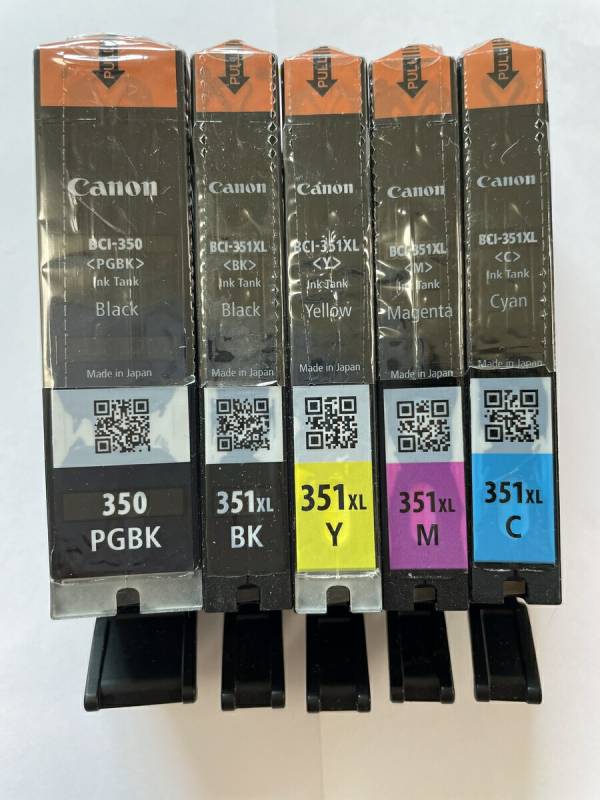 PULL
Canon
BCI-350
<PGBK>
Ink Tank
Black
Made in Japan
350
PGBK
PULL
Canon
BCI-351XL
<BK>
Ink Tank
Black
Made in Japan
351XL
BK
PULL
Canon
BCI-351XL
<Y>
Ink Tank
Yellow
Made in Japan
351XL
Y
PULL
Canon
BCI-351XL
<M>
Ink Tank
Magenta
Made in Japan
351XL
M
PULL
Canon
BCI-351XL
<C>
Ink Tank
Cyan
Made in Japan
351XL
C